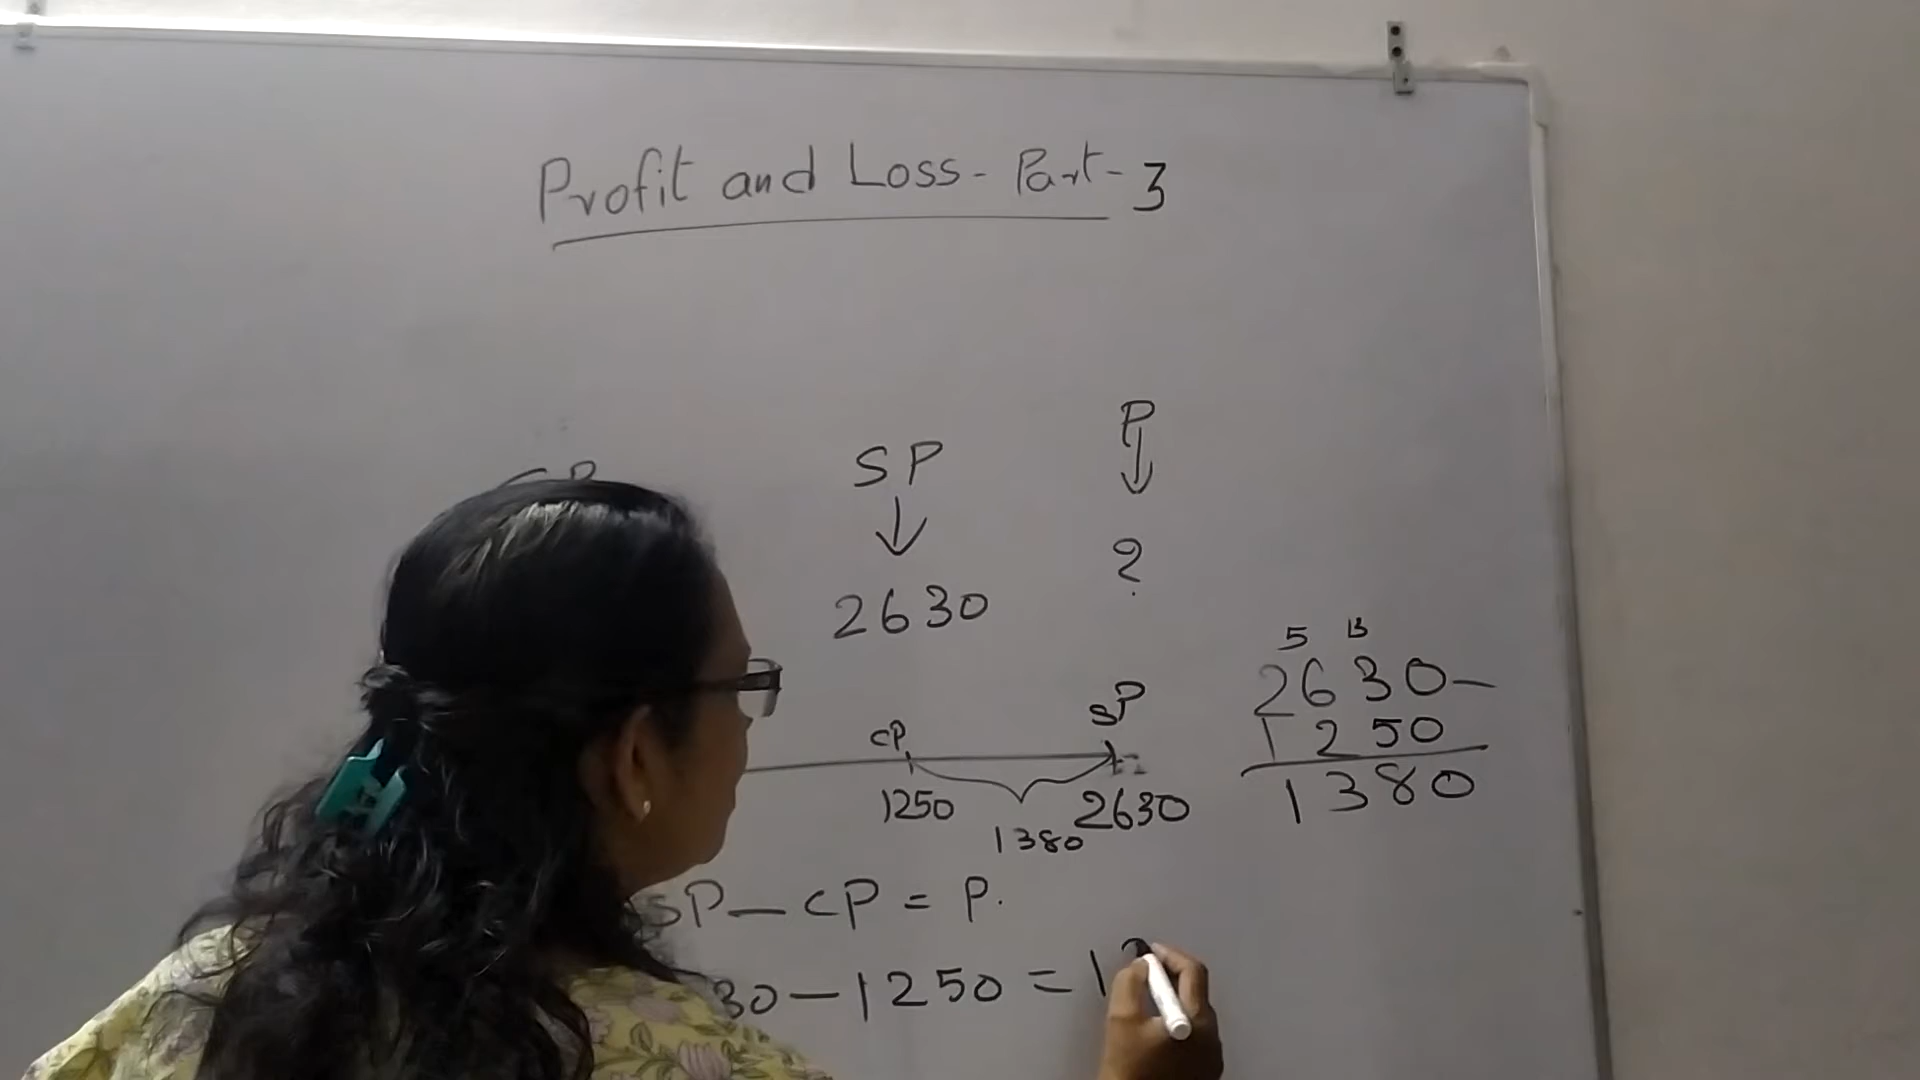 Profit and Loss - Part - 3
CP SP P
↓ ↓
2630 ?
5 13
2630 -
1250
1380
CP SP
1250 2630
1380
SP - CP = P.
30 - 1250 = 1